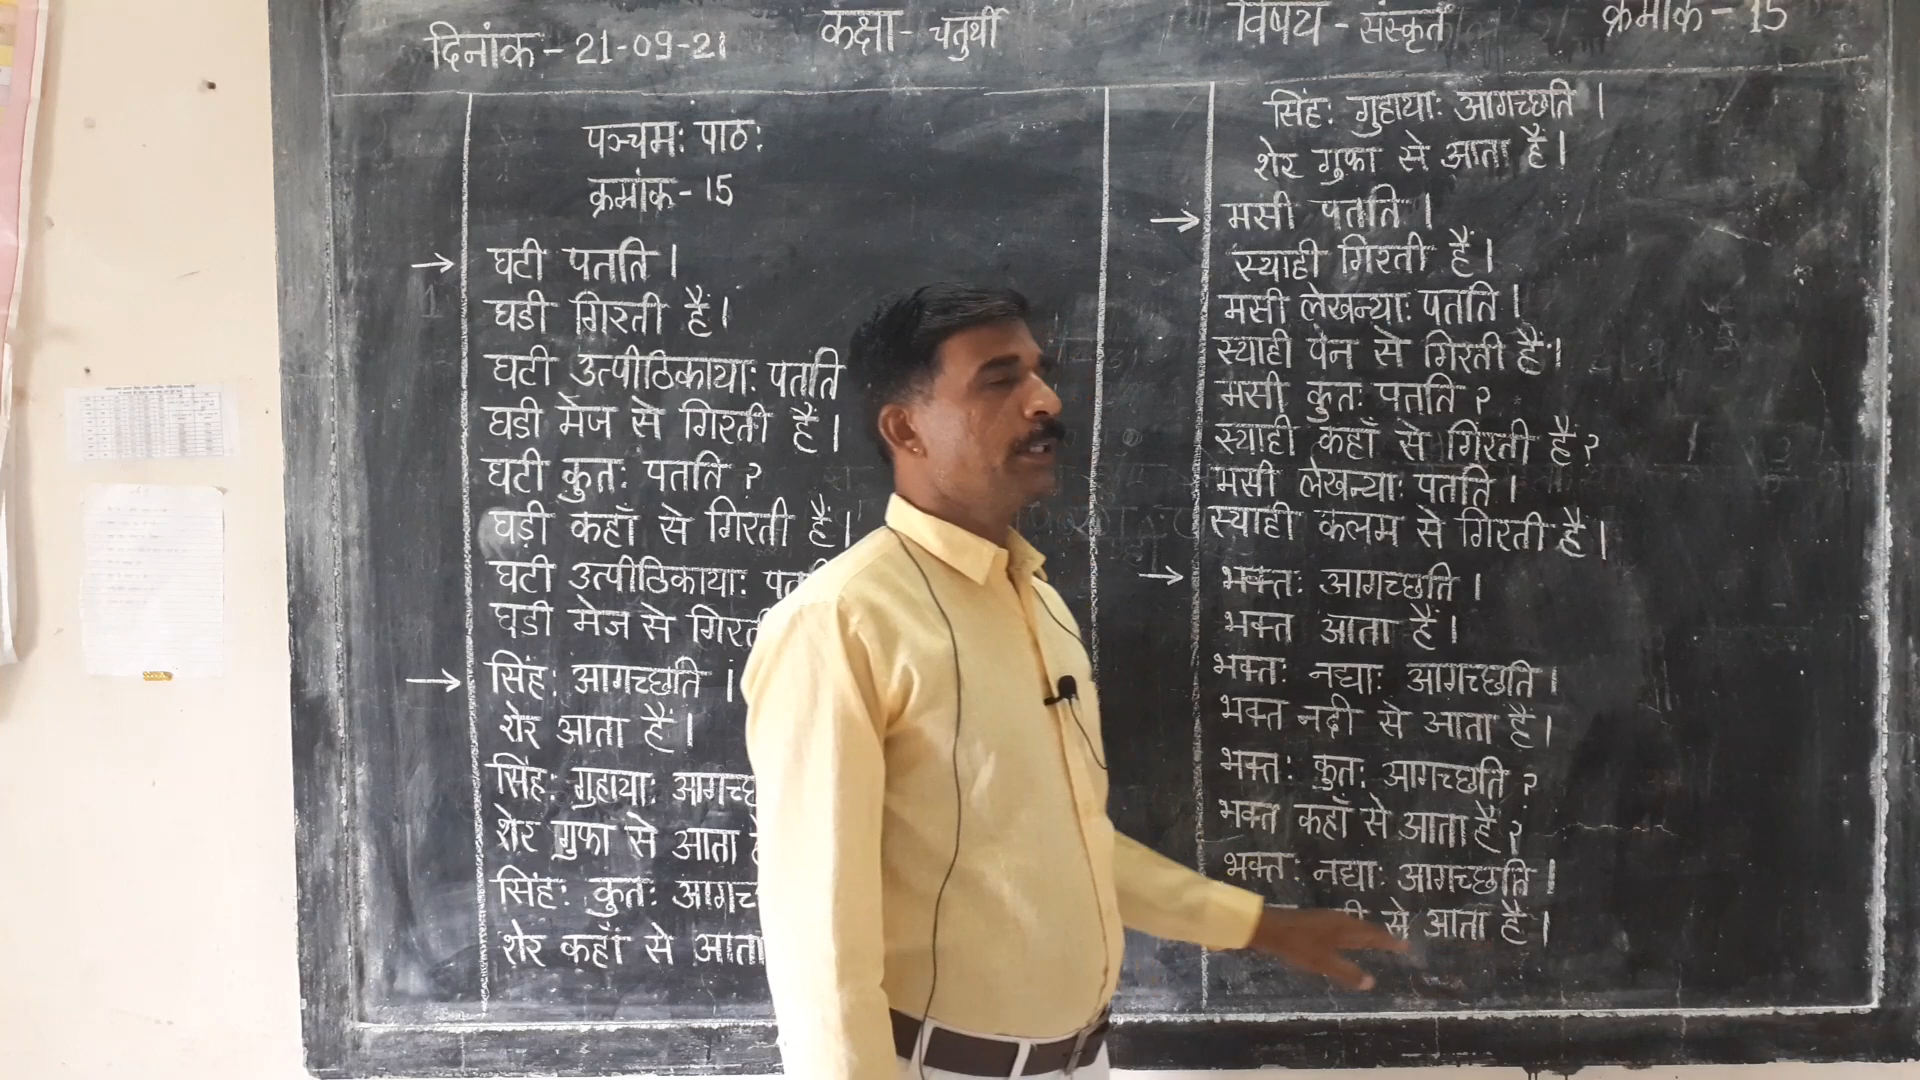 दिनांक - 21-09-21 कक्षा - चतुर्थी विषय - संस्कृत क्रमांक - 15
पञ्चमः पाठः
क्रमांक - 15
→ घटी पतति ।
घडी गिरती है ।
घटी उत्पीठिकायाः पतति
घडी मेज से गिरती है ।
घटी कुतः पतति ?
घड़ी कहाँ से गिरती हैं ।
घटी उत्पीठिकायाः
घडी मेज से
→ सिंहः आगच्छति ।
शेर आता हैं ।
सिंहः गुहायाः
शेर गुफा से आता
सिंहः कुतः
शेर कहाँ से आता
सिंहः गुहायाः आगच्छति ।
शेर गुफा से आता हैं ।
→ मसी पतति ।
स्याही गिरती हैं ।
मसी लेखन्याः पतति ।
स्याही पेन से गिरती हैं ।
मसी कुतः पतति ?
स्याही कहाँ से गिरती हैं ?
मसी लेखन्याः पतति ।
स्याही कलम से गिरती है ।
→ भक्तः आगच्छति ।
भक्त आता हैं ।
भक्तः नद्याः आगच्छति ।
भक्त नदी से आता हैं ।
भक्तः कुतः आगच्छति ?
भक्त कहाँ से आता हैं ?
भक्तः नद्याः आगच्छति ।
से आता हैं ।